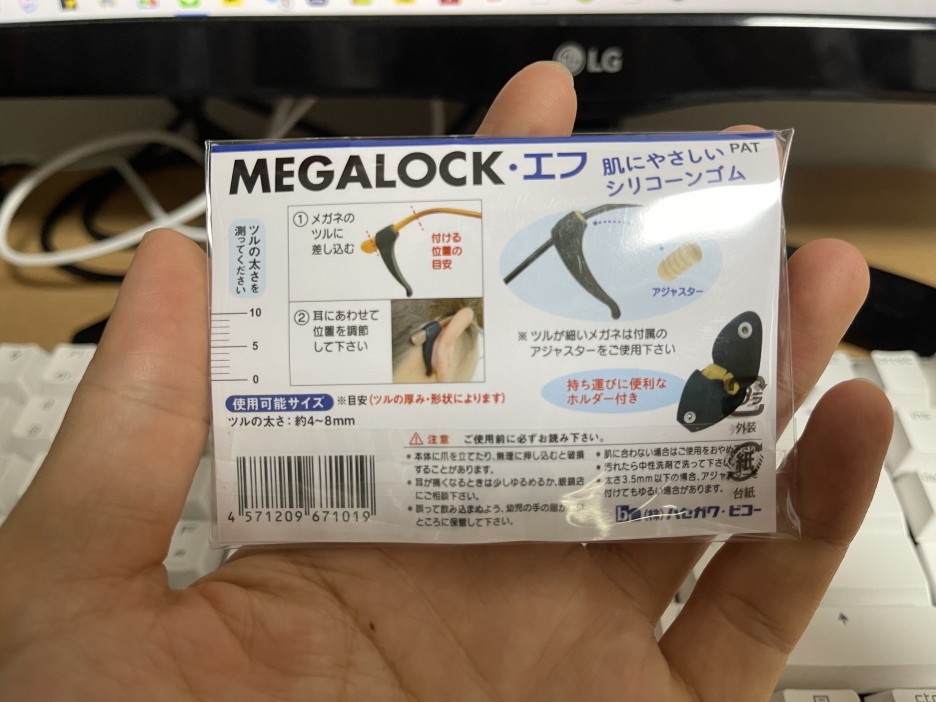 LG
MEGALOCK・エフ
肌にやさしい
シリコーンゴム
PAT
ツルの太さを
測ってください
10
5
0
① メガネの
ツルに
差し込む
付ける
位置の
目安
② 耳にあわせて
位置を調節
して下さい
アジャスター
※ ツルが細いメガネは付属の
アジャスターをご使用下さい
持ち運びに便利な
ホルダー付き
使用可能サイズ ※目安(ツルの厚み・形状によります)
ツルの太さ：約4~8mm
プラ
外装
紙
台紙
注意 ご使用前に必ずお読み下さい。
• 本体に爪を立てたり、無理に押し込むと破損
することがあります。
• 耳が痛くなるときは少しゆるめるか、眼鏡店
にご相談下さい。
• 誤って飲み込まぬよう、幼児の手の届か
ところに保管して下さい。
• 肌に合わない場合はご使用をおやめ
• 汚れたら中性洗剤で洗って下さい
• 太さ3.5mm以下の場合、アジャ
付けてもゆるい場合があります。
4 571209 671019
(株)ハセガワ・ビコー